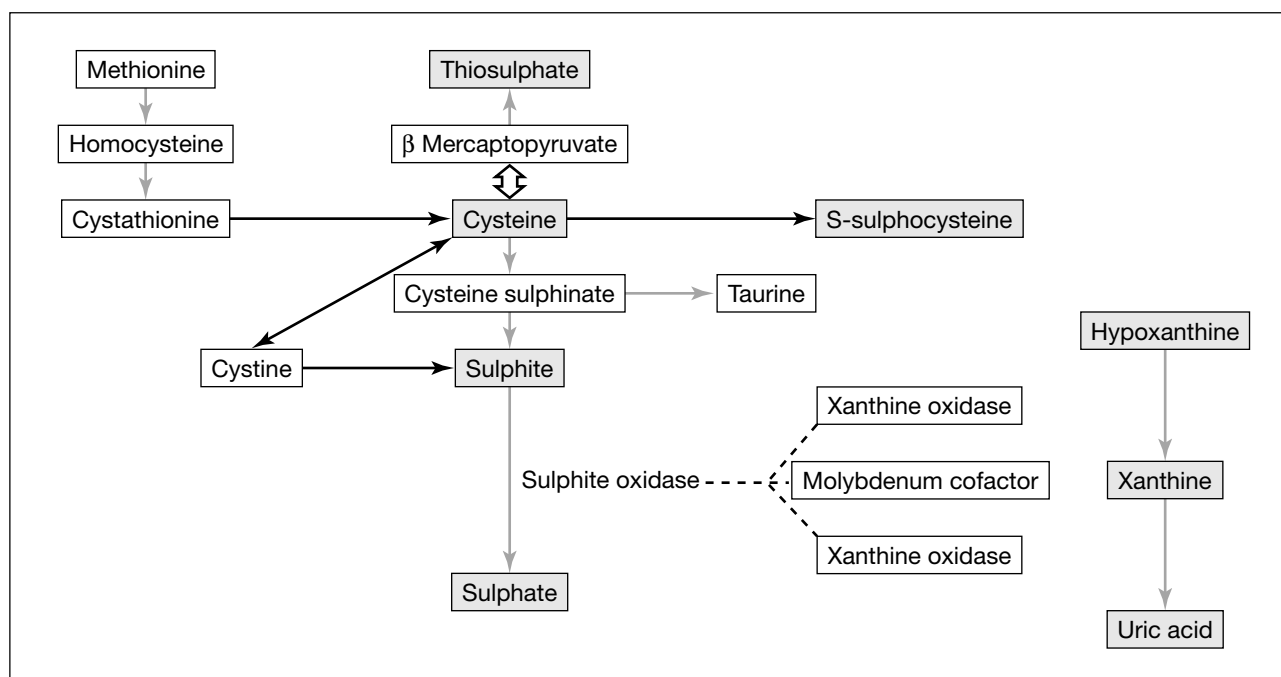 Methionine
Thiosulphate
Homocysteine
β Mercaptopyruvate
Cystathionine
Cysteine
S-sulphocysteine
Cysteine sulphinate
Taurine
Hypoxanthine
Cystine
Sulphite
Xanthine oxidase
Sulphite oxidase
Molybdenum cofactor
Xanthine
Xanthine oxidase
Sulphate
Uric acid